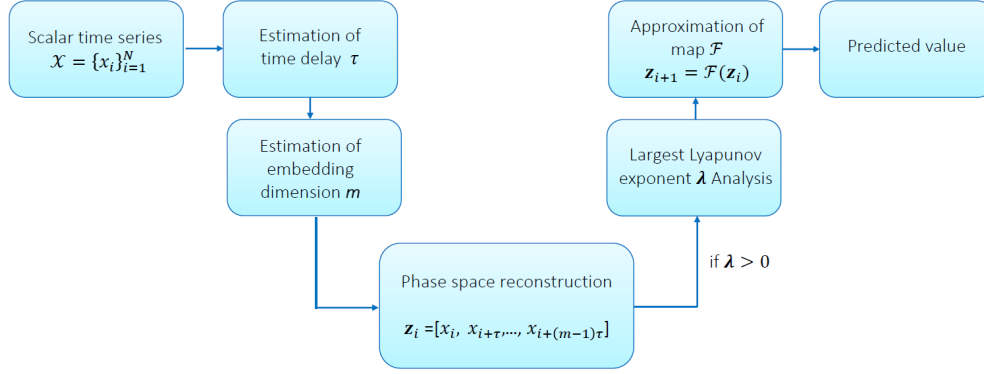 Scalar time series
𝒳 = {xᵢ}ᵢ₌₁ᴺ
Estimation of
time delay τ
Estimation of
embedding
dimension m
Phase space reconstruction
𝐳ᵢ =[xᵢ, xᵢ₊τ,..., xᵢ₊₍ₘ₋₁₎τ]
if 𝝀 > 0
Largest Lyapunov
exponent 𝝀 Analysis
Approximation of
map ℱ
𝐳ᵢ₊₁ = ℱ(𝐳ᵢ)
Predicted value